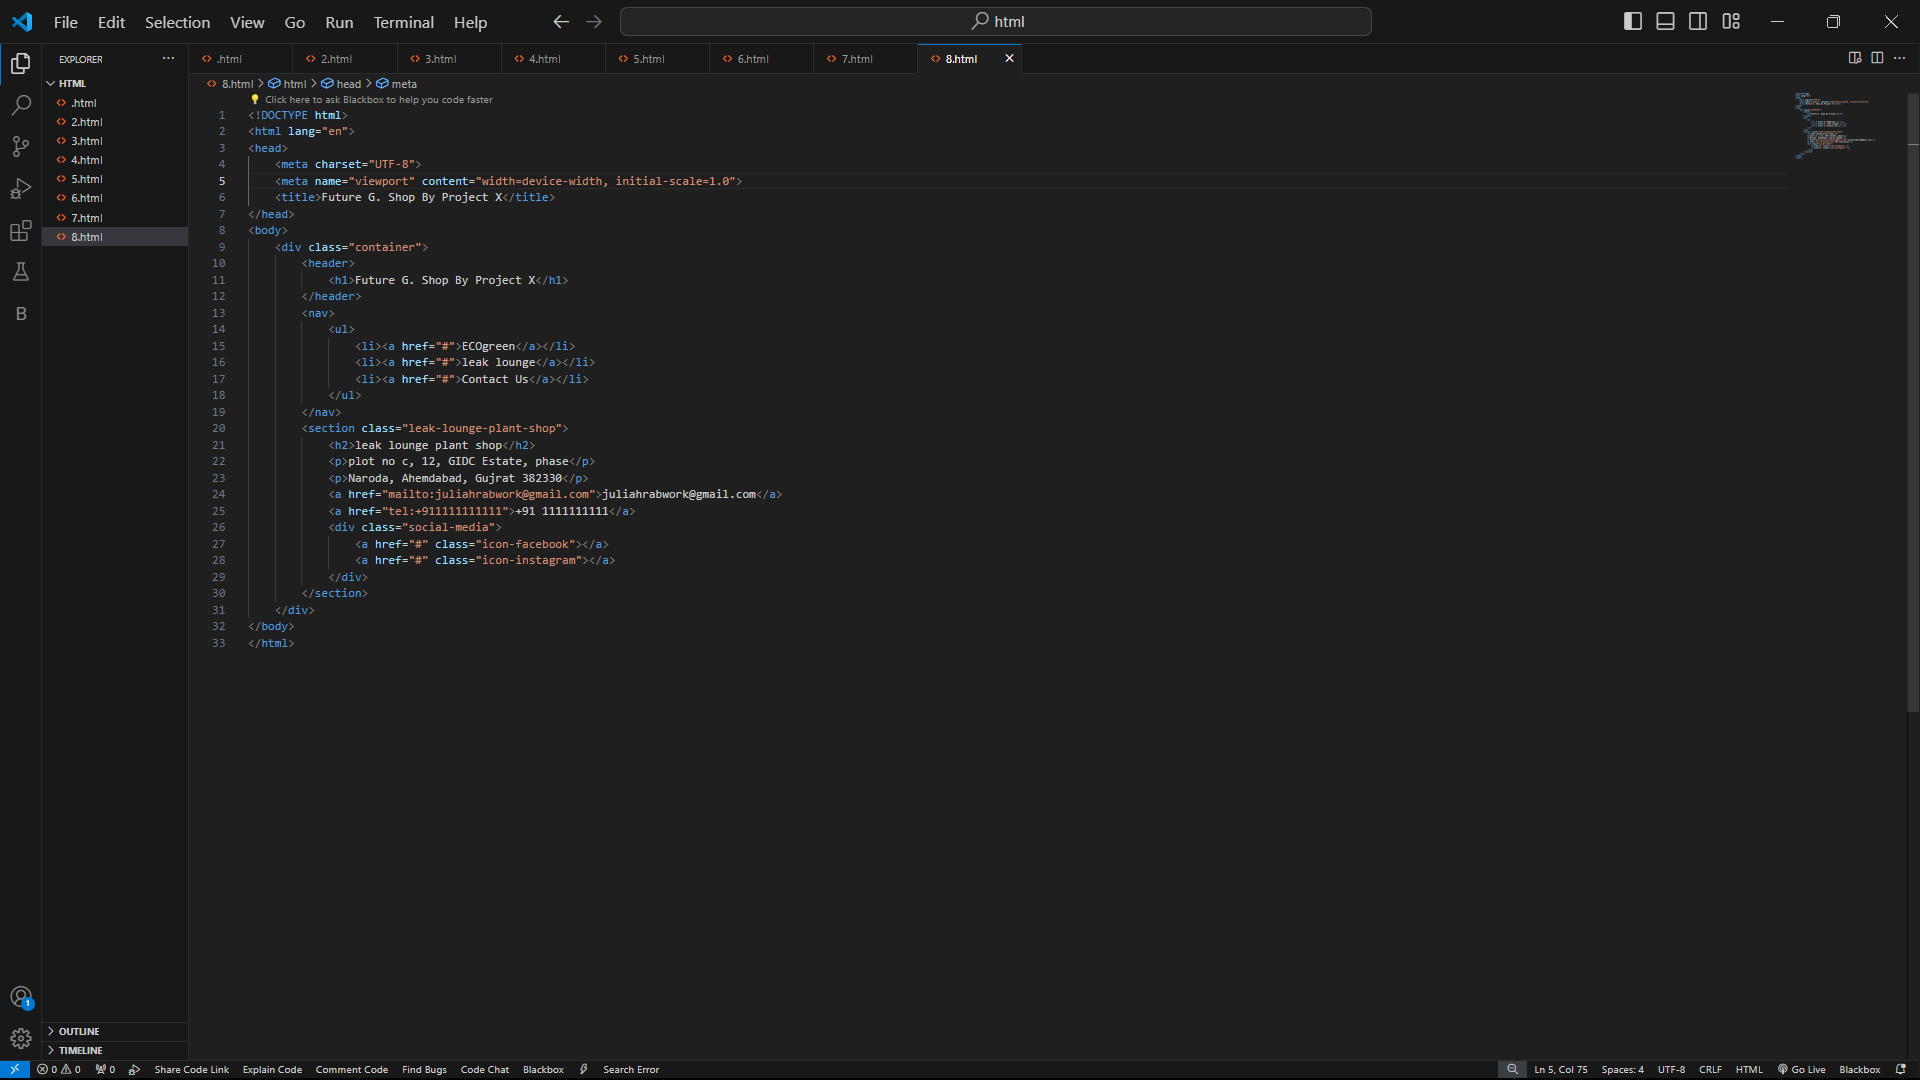 File Edit Selection View Go Run Terminal Help
html
EXPLORER
HTML
.html
2.html
3.html
4.html
5.html
6.html
7.html
8.html
OUTLINE
TIMELINE
.html 2.html 3.html 4.html 5.html 6.html 7.html 8.html
8.html > html > head > meta
Click here to ask Blackbox to help you code faster
1 <!DOCTYPE html>
2 <html lang="en">
3 <head>
4 <meta charset="UTF-8">
5 <meta name="viewport" content="width=device-width, initial-scale=1.0">
6 <title>Future G. Shop By Project X</title>
7 </head>
8 <body>
9 <div class="container">
10 <header>
11 <h1>Future G. Shop By Project X</h1>
12 </header>
13 <nav>
14 <ul>
15 <li><a href="#">ECOgreen</a></li>
16 <li><a href="#">leak lounge</a></li>
17 <li><a href="#">Contact Us</a></li>
18 </ul>
19 </nav>
20 <section class="leak-lounge-plant-shop">
21 <h2>leak lounge plant shop</h2>
22 <p>plot no c, 12, GIDC Estate, phase</p>
23 <p>Naroda, Ahemdabad, Gujrat 382330</p>
24 <a href="mailto:juliahrabwork@gmail.com">juliahrabwork@gmail.com</a>
25 <a href="tel:+911111111111">+91 1111111111</a>
26 <div class="social-media">
27 <a href="#" class="icon-facebook"></a>
28 <a href="#" class="icon-instagram"></a>
29 </div>
30 </section>
31 </div>
32 </body>
33 </html>
B
1
0 0 0 Share Code Link Explain Code Comment Code Find Bugs Code Chat Blackbox Search Error
Ln 5, Col 75 Spaces: 4 UTF-8 CRLF HTML Go Live Blackbox